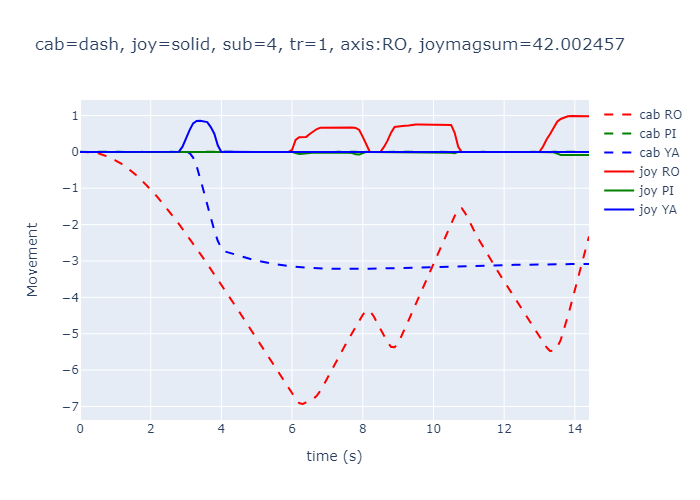 cab=dash, joy=solid, sub=4, tr=1, axis:RO, joymagsum=42.002457
1
0
−1
−2
−3
−4
−5
−6
−7
Movement
0 2 4 6 8 10 12 14
time (s)
cab RO
cab PI
cab YA
joy RO
joy PI
joy YA